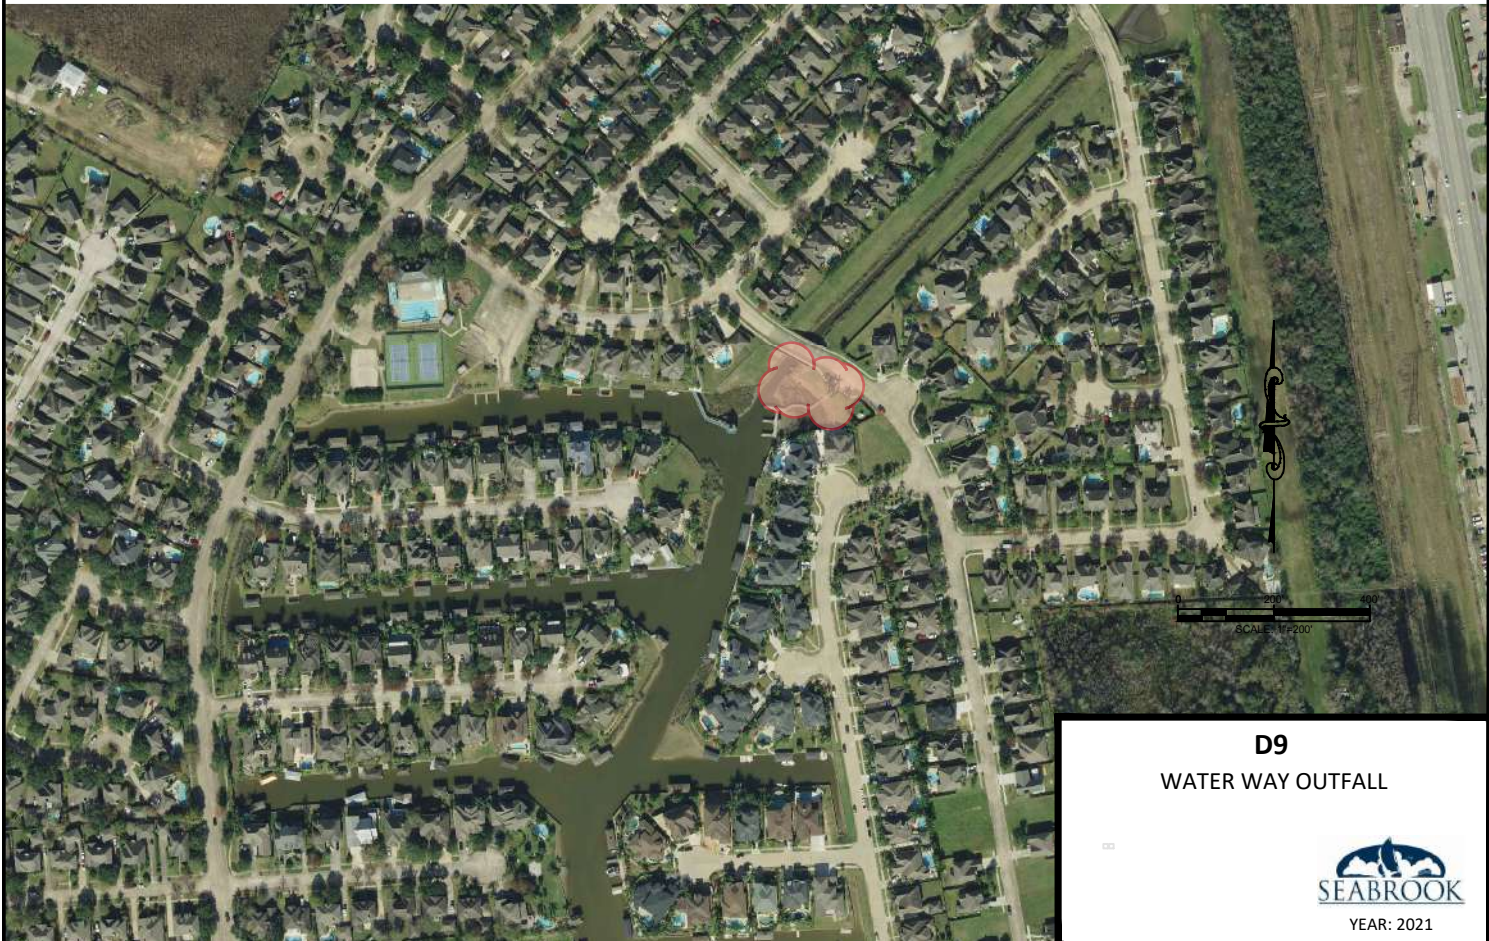 0 200' 400'
SCALE: 1"=200'
D9
WATER WAY OUTFALL
SEABROOK
YEAR: 2021